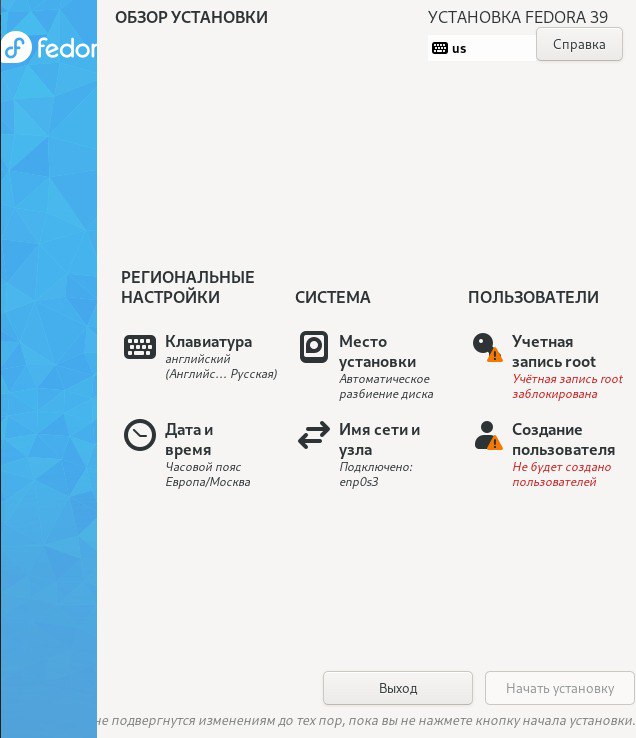 ОБЗОР УСТАНОВКИ
УСТАНОВКА FEDORA 39
us
Справка
РЕГИОНАЛЬНЫЕ
НАСТРОЙКИ
Клавиатура
английский
(Английс... Русская)
Дата и
время
Часовой пояс
Европа/Москва
СИСТЕМА
Место
установки
Автоматическое
разбиение диска
Имя сети и
узла
Подключено:
enp0s3
ПОЛЬЗОВАТЕЛИ
Учетная
запись root
Учётная запись root
заблокирована
Создание
пользователя
Не будет создано
пользователей
Выход
Начать установку
не подвергнутся изменениям до тех пор, пока вы не нажмете кнопку начала установки.